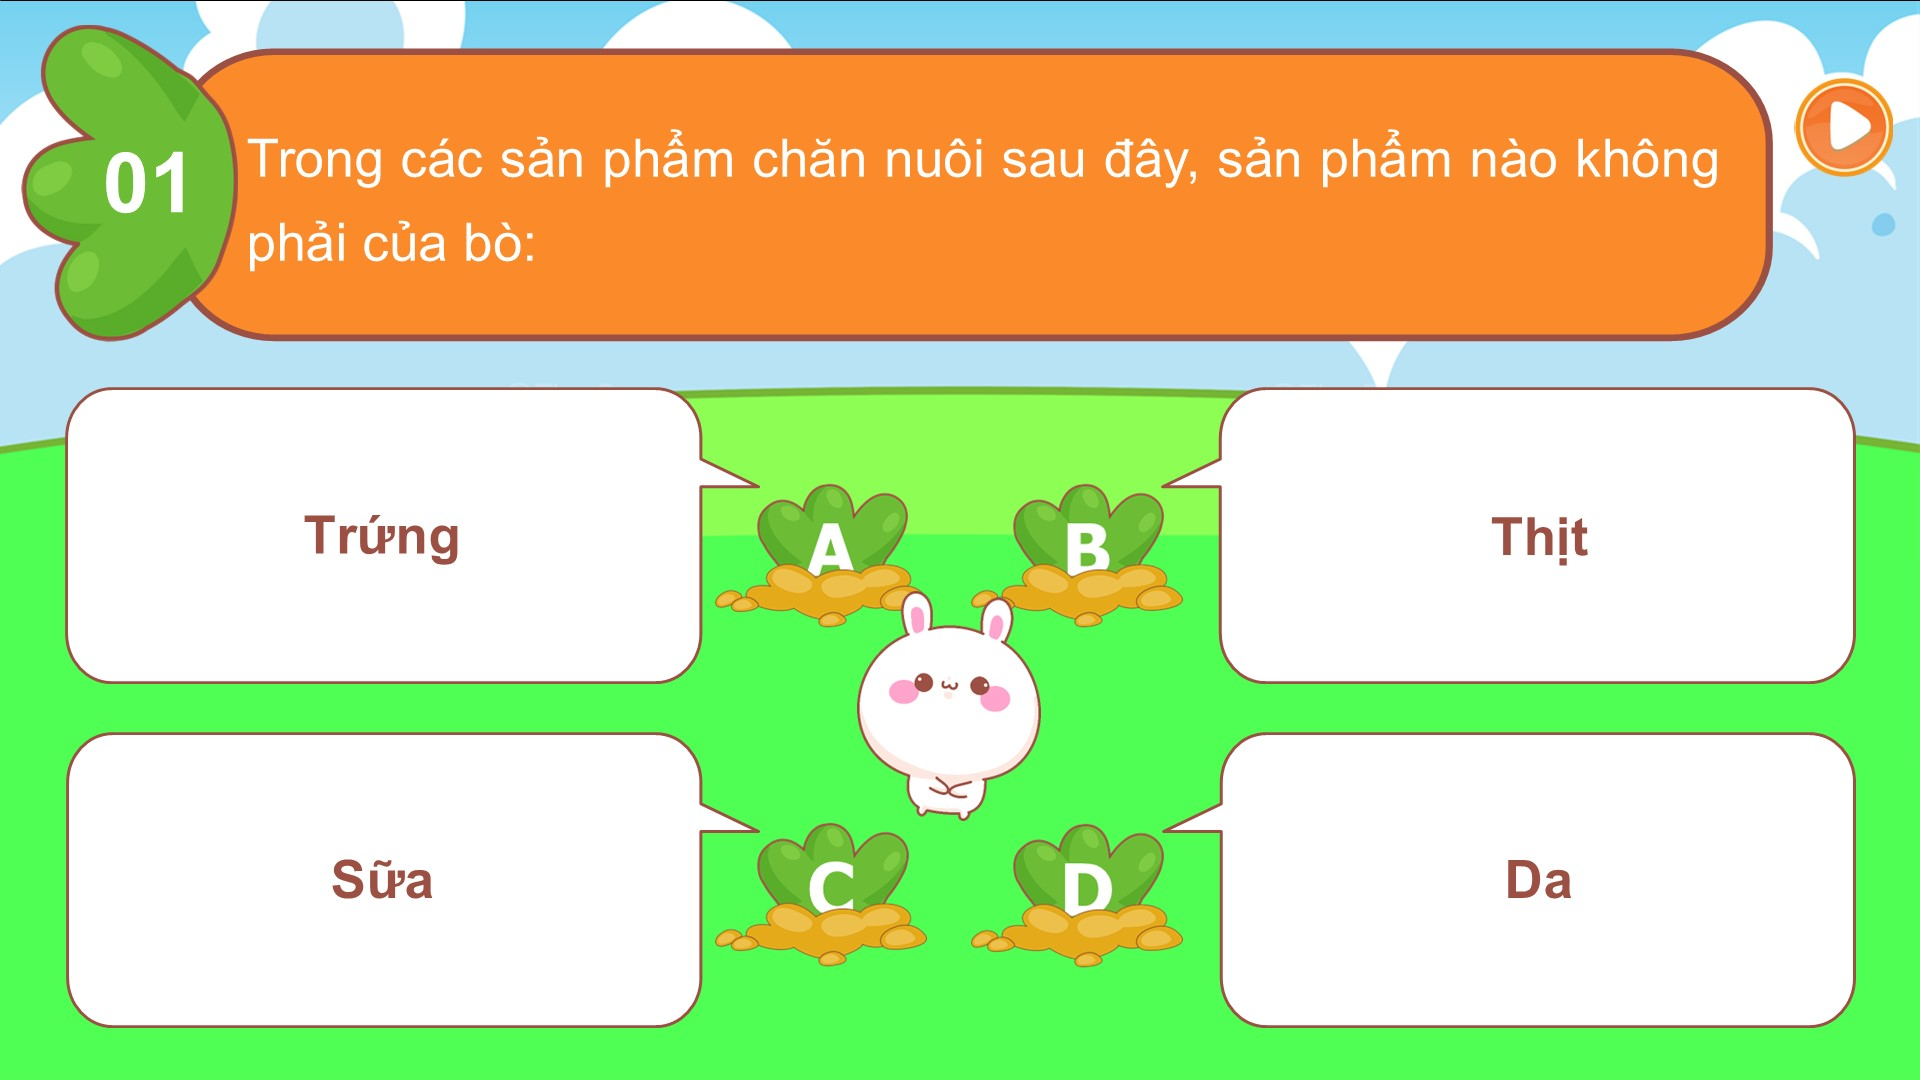 01
Trong các sản phẩm chăn nuôi sau đây, sản phẩm nào không
phải của bò:
Trứng
A
B
Thịt
Sữa
C
D
Da